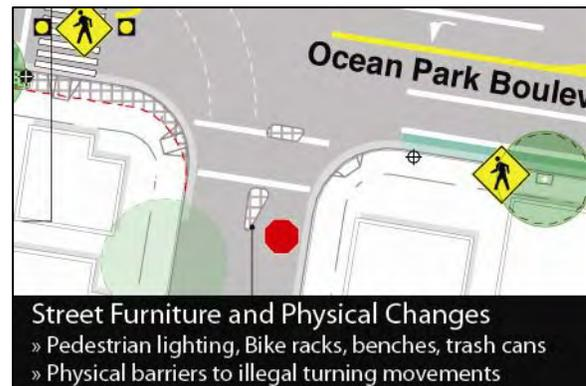 Ocean Park Boulev
Street Furniture and Physical Changes
» Pedestrian lighting, Bike racks, benches, trash cans
» Physical barriers to illegal turning movements